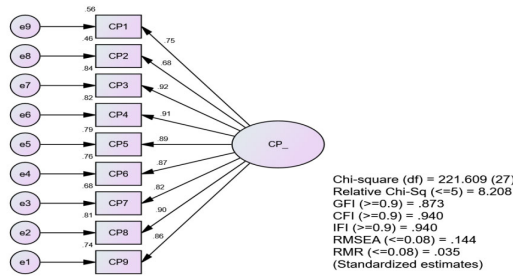 .56
e9 CP1 .75
.46
e8 CP2 .68
.84
e7 CP3 .92
.82
e6 CP4 .91
.79
e5 CP5 .89 CP_
.76
e4 CP6 .87
.68
e3 CP7 .82
.81
e2 CP8 .90
.74
e1 CP9 .86
Chi-square (df) = 221.609 (27)
Relative Chi-Sq (<=5) = 8.208
GFI (>=0.9) = .873
CFI (>=0.9) = .940
IFI (>=0.9) = .940
RMSEA (<=0.08) = .144
RMR (<=0.08) = .035
(Standardized estimates)